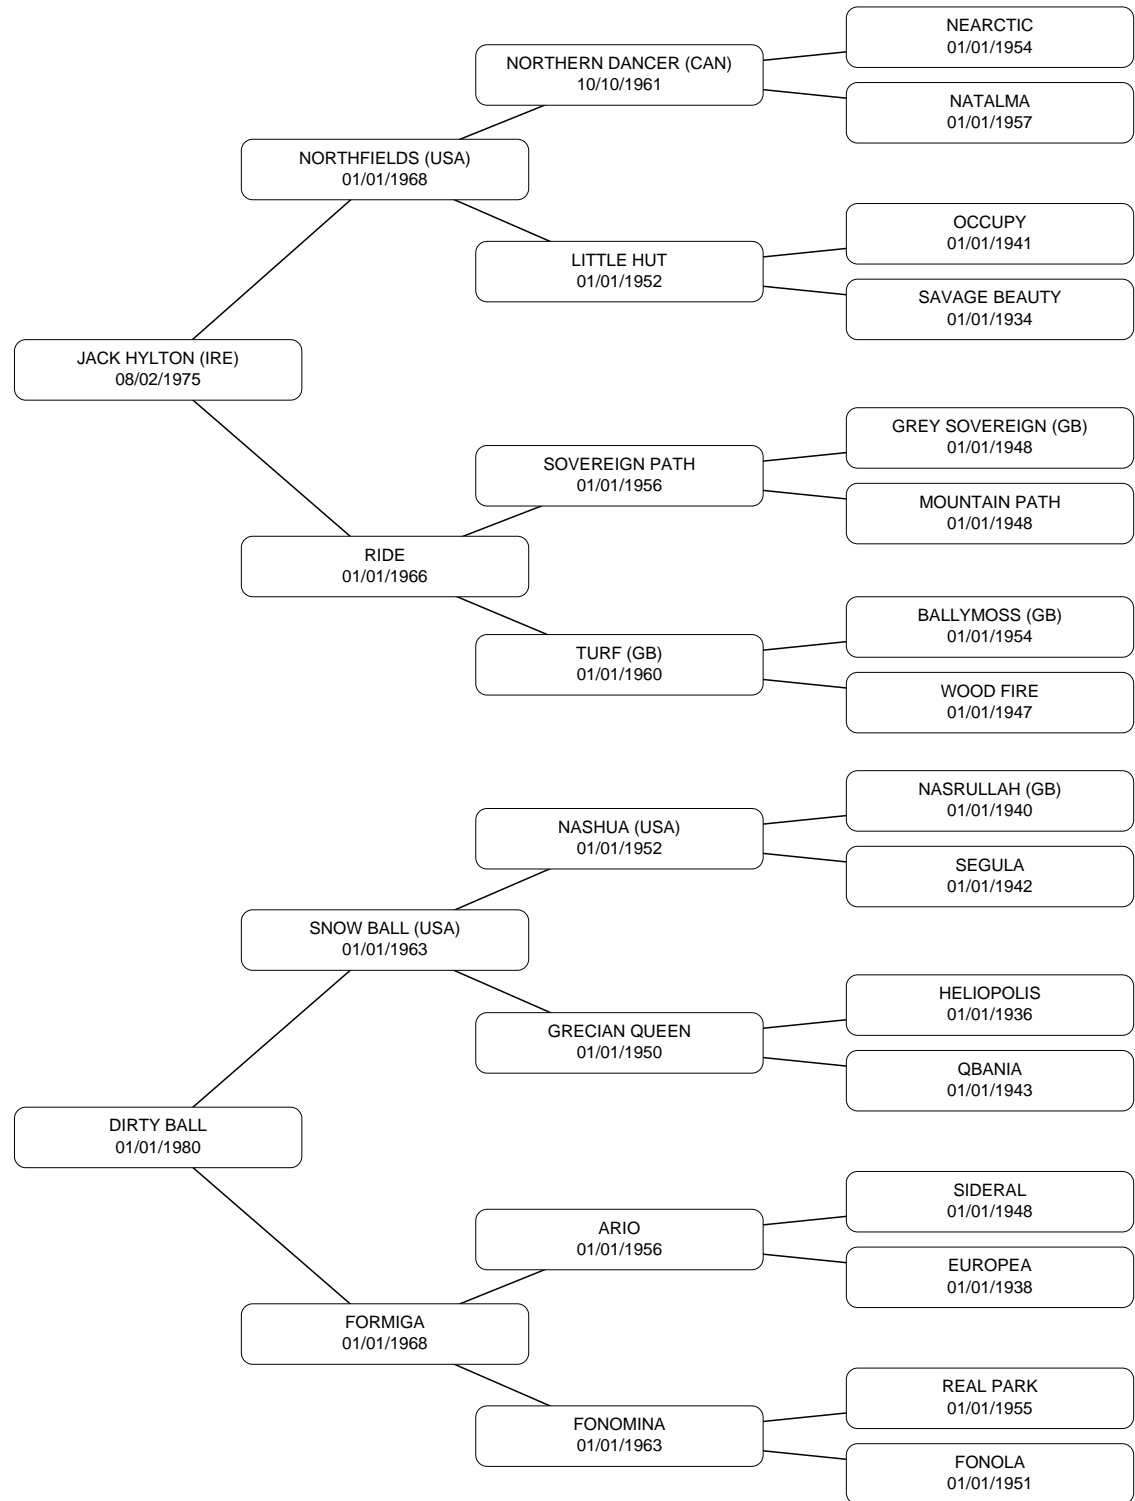 NEARCTIC
01/01/1954
NORTHERN DANCER (CAN)
10/10/1961
NATALMA
01/01/1957
NORTHFIELDS (USA)
01/01/1968
OCCUPY
01/01/1941
LITTLE HUT
01/01/1952
SAVAGE BEAUTY
01/01/1934
JACK HYLTON (IRE)
08/02/1975
GREY SOVEREIGN (GB)
01/01/1948
SOVEREIGN PATH
01/01/1956
MOUNTAIN PATH
01/01/1948
RIDE
01/01/1966
BALLYMOSS (GB)
01/01/1954
TURF (GB)
01/01/1960
WOOD FIRE
01/01/1947
NASRULLAH (GB)
01/01/1940
NASHUA (USA)
01/01/1952
SEGULA
01/01/1942
SNOW BALL (USA)
01/01/1963
HELIOPOLIS
01/01/1936
GRECIAN QUEEN
01/01/1950
QBANIA
01/01/1943
DIRTY BALL
01/01/1980
SIDERAL
01/01/1948
ARIO
01/01/1956
EUROPEA
01/01/1938
FORMIGA
01/01/1968
REAL PARK
01/01/1955
FONOMINA
01/01/1963
FONOLA
01/01/1951